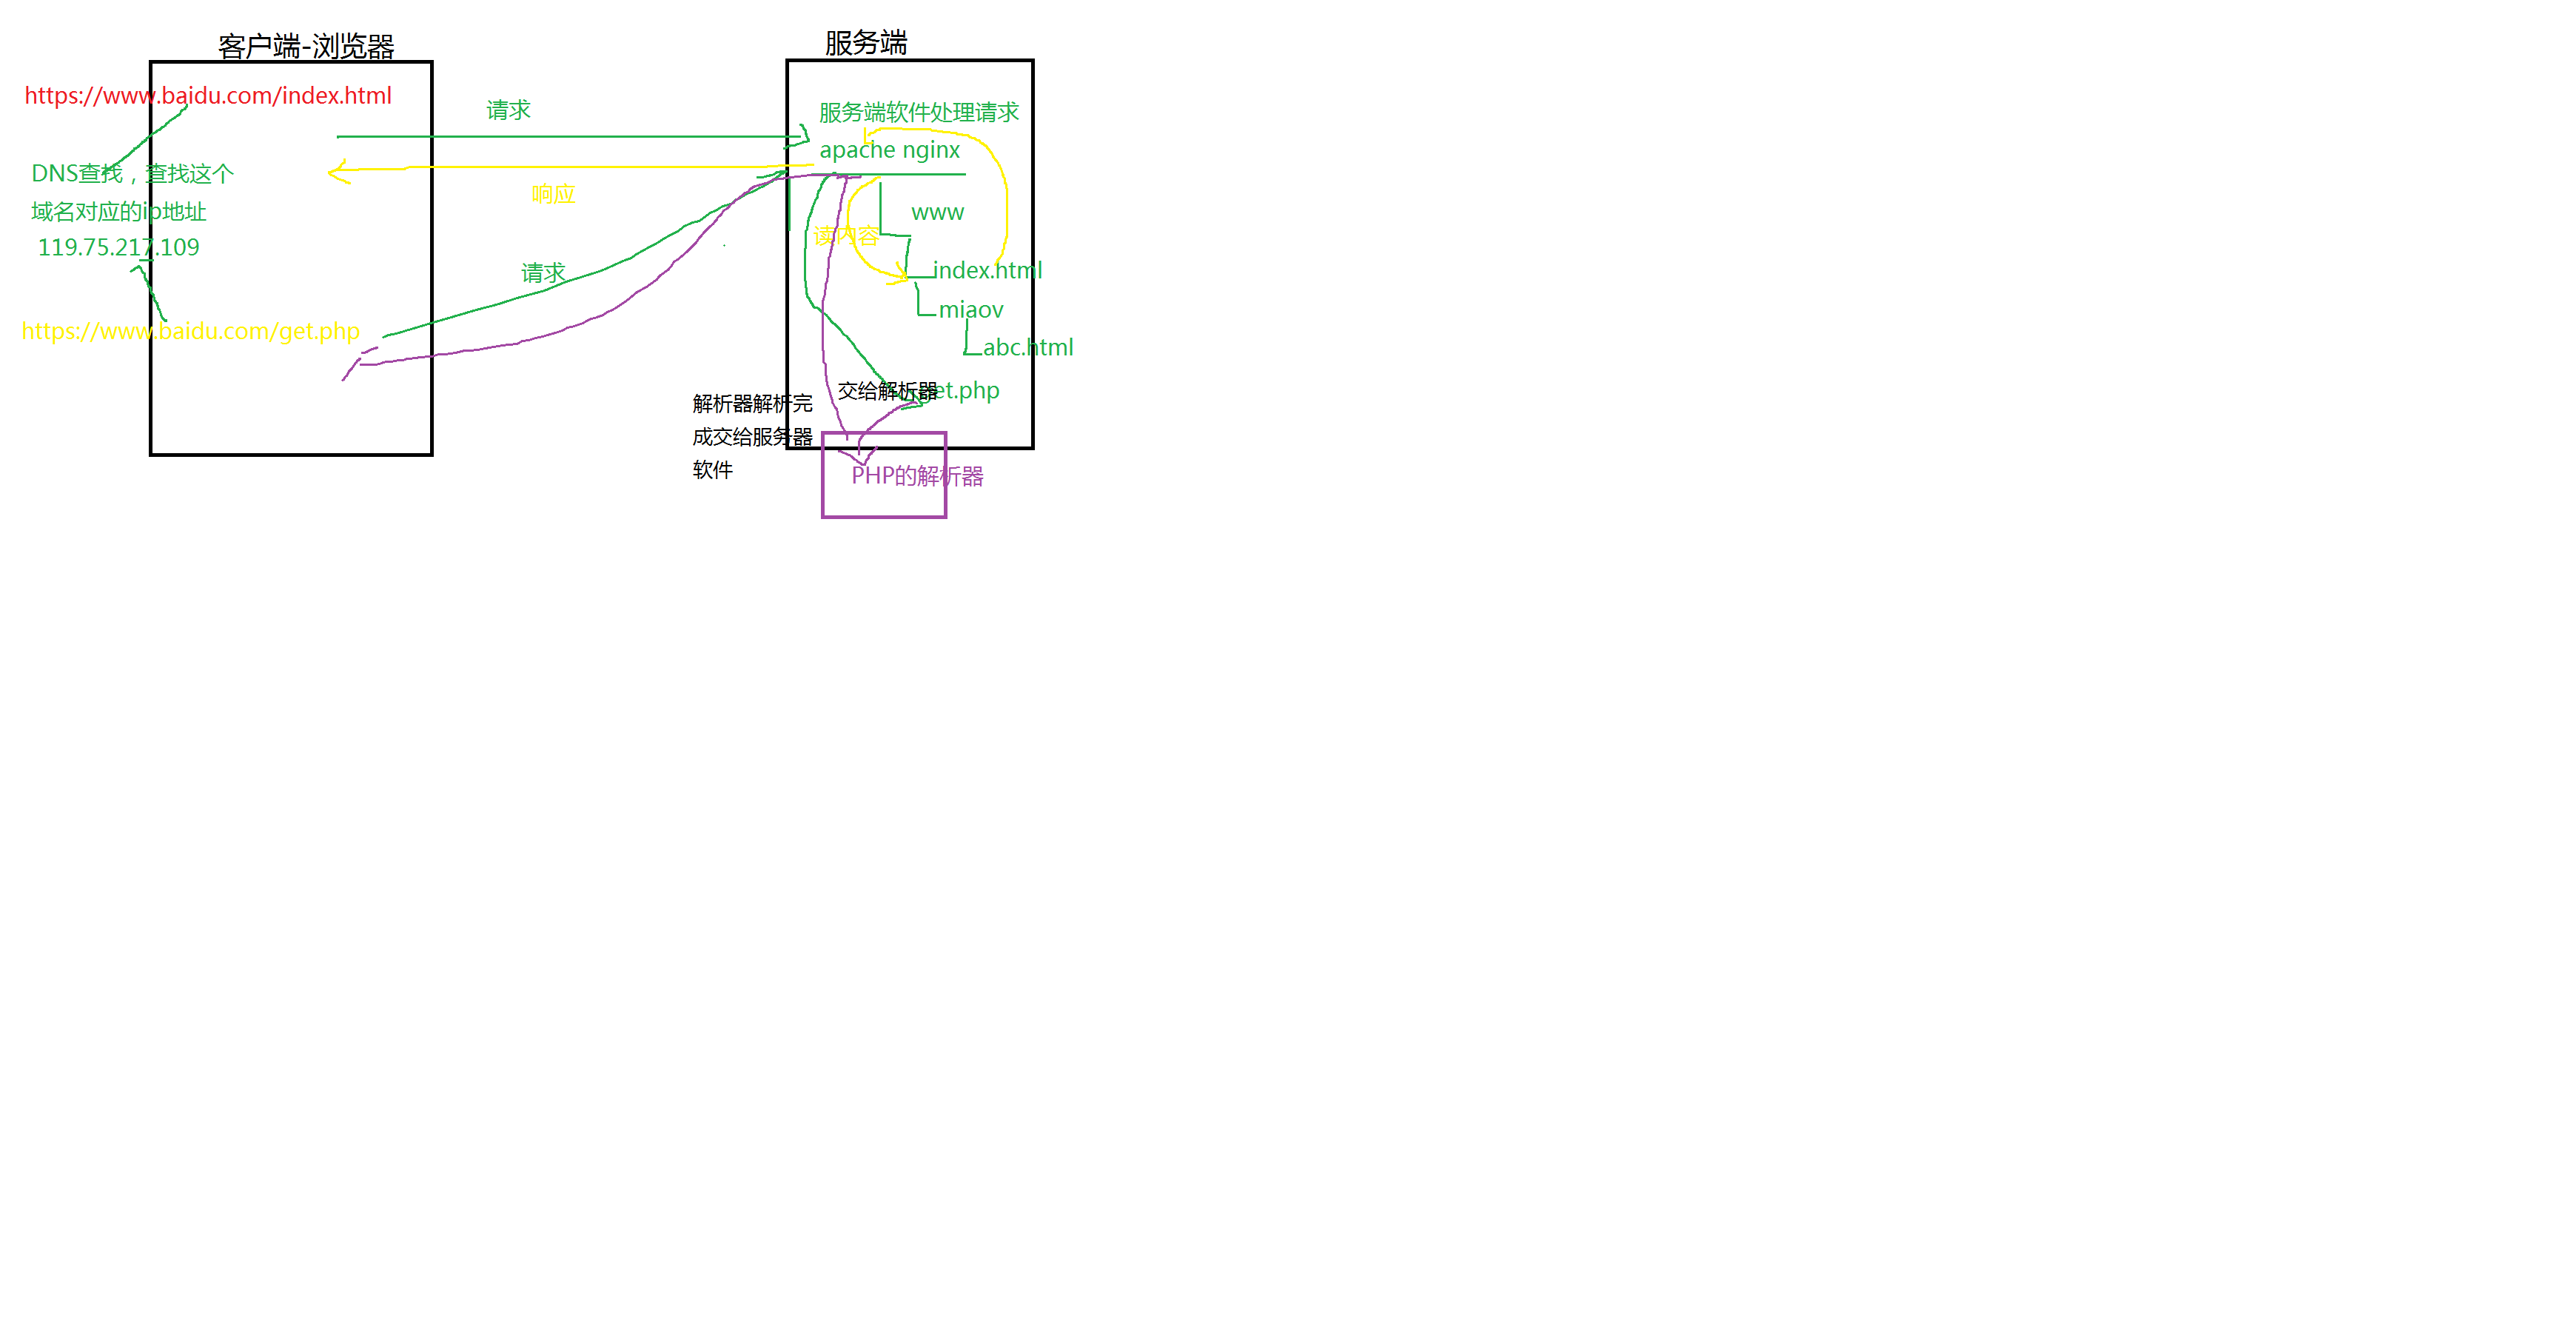 客户端-浏览器
https://www.baidu.com/index.html
DNS查找，查找这个
域名对应的ip地址
119.75.217.109
https://www.baidu.com/get.php
请求
响应
请求
服务端
服务端软件处理请求
apache nginx
www
读内容
index.html
miaov
abc.html
交给解析器
get.php
解析器解析完
成交给服务器
软件
PHP的解析器